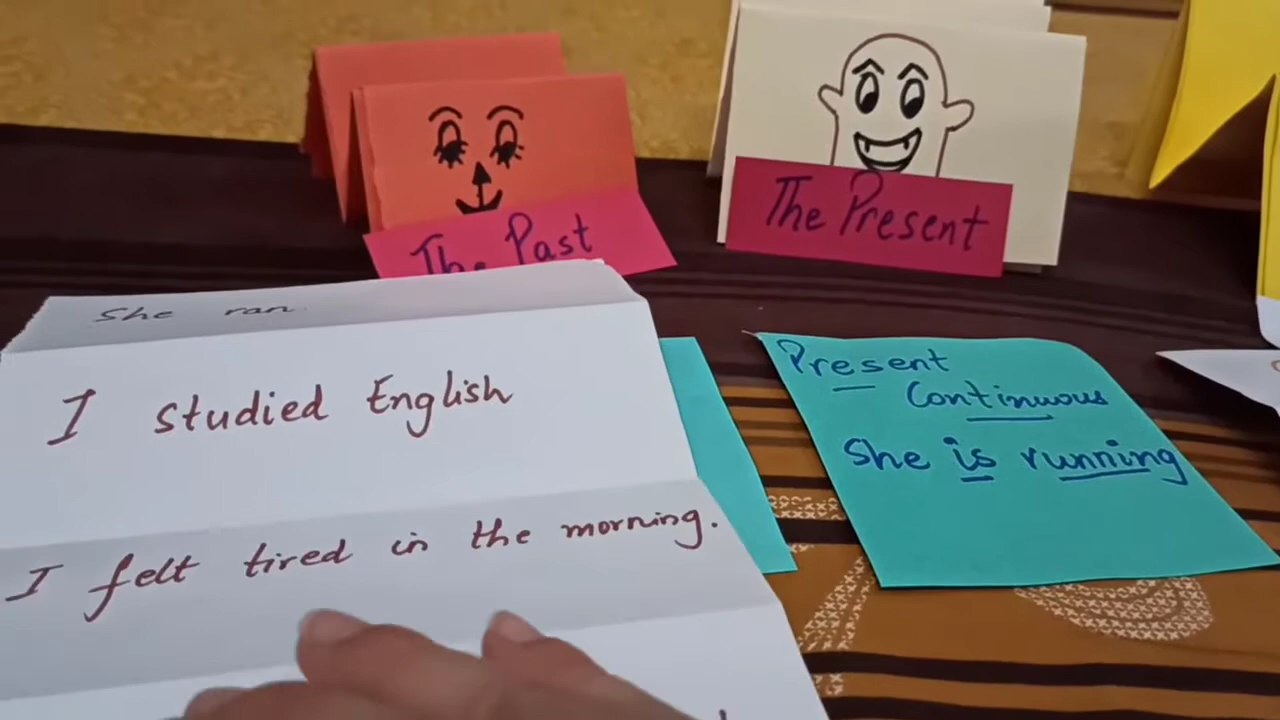 The Past
The Present
She ran
I studied English
I felt tired in the morning.
Present
Continuous
She is running